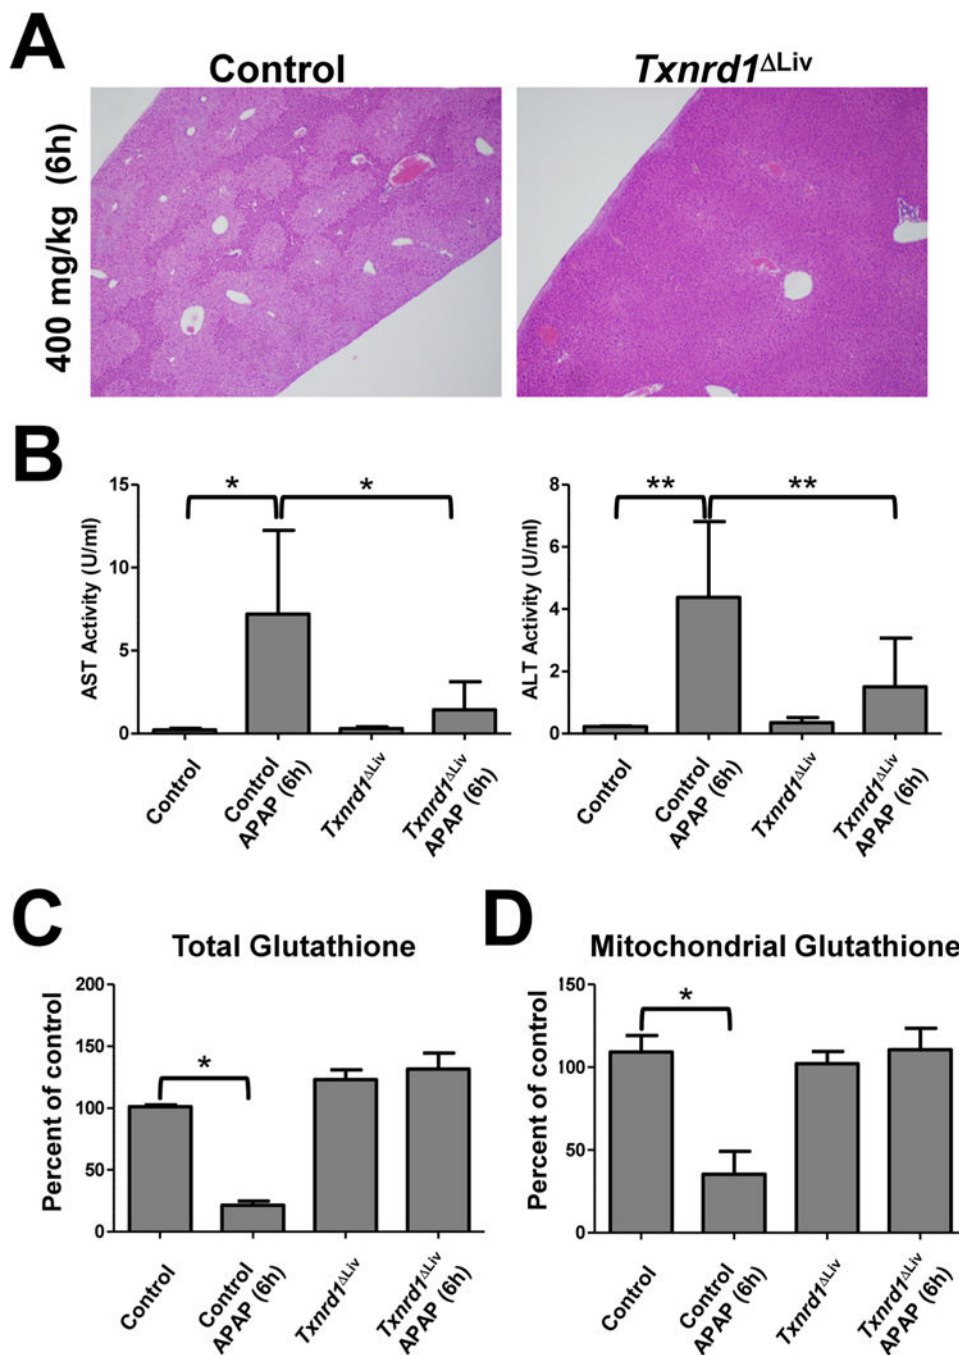 A
Control
Txnrd1ΔLiv
400 mg/kg (6h)
B
AST Activity (U/ml)
15
10
5
0
*
*
Control
Control
APAP (6h)
Txnrd1ΔLiv
Txnrd1ΔLiv
APAP (6h)
ALT Activity (U/ml)
8
6
4
2
0
**
**
Control
Control
APAP (6h)
Txnrd1ΔLiv
Txnrd1ΔLiv
APAP (6h)
C
Total Glutathione
Percent of control
200
150
100
50
0
*
Control
Control
APAP (6h)
Txnrd1ΔLiv
Txnrd1ΔLiv
APAP (6h)
D
Mitochondrial Glutathione
Percent of control
150
100
50
0
*
Control
Control
APAP (6h)
Txnrd1ΔLiv
Txnrd1ΔLiv
APAP (6h)